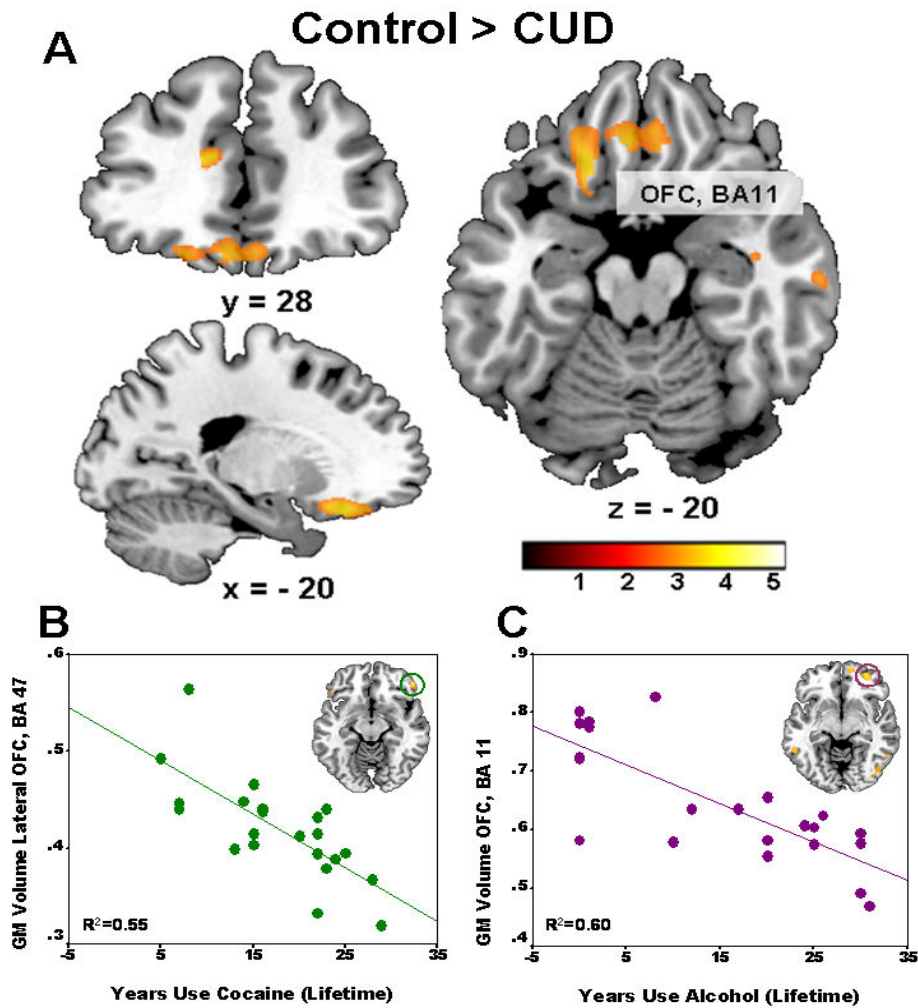 Control > CUD
A
OFC, BA11
y = 28
x = - 20
z = - 20
1 2 3 4 5
B
GM Volume Lateral OFC, BA 47
.6
.5
.4
.3
R²=0.55
-5 5 15 25 35
Years Use Cocaine (Lifetime)
C
GM Volume OFC, BA 11
.9
.8
.7
.6
.5
.4
R²=0.60
-5 5 15 25 35
Years Use Alcohol (Lifetime)